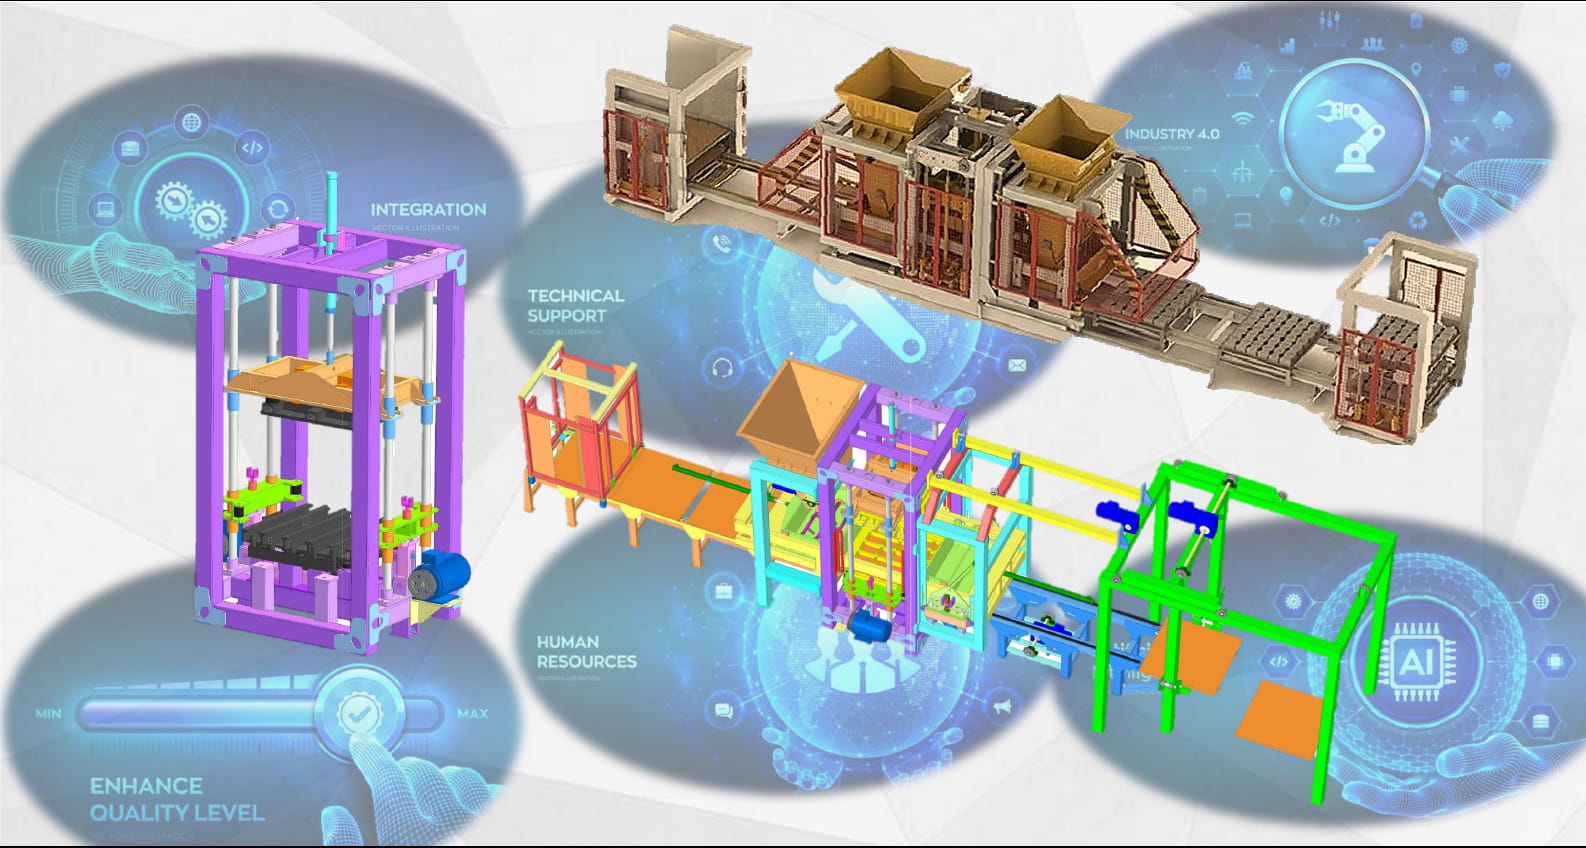 INTEGRATION
VECTOR ILLUSTRATION
INDUSTRY 4.0
VECTOR ILLUSTRATION
TECHNICAL
SUPPORT
VECTOR ILLUSTRATION
HUMAN
RESOURCES
VECTOR ILLUSTRATION
AI
MIN
MAX
ENHANCE
QUALITY LEVEL
VECTOR ILLUSTRATION